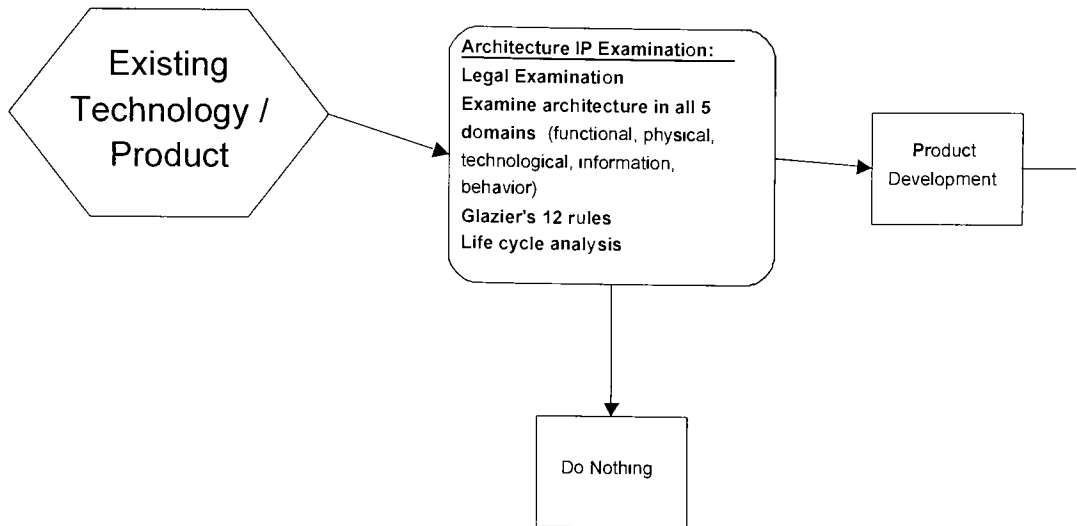 Existing
Technology /
Product
Architecture IP Examination:
Legal Examination
Examine architecture in all 5
domains (functional, physical,
technological, information,
behavior)
Glazier's 12 rules
Life cycle analysis
Product
Development
Do Nothing